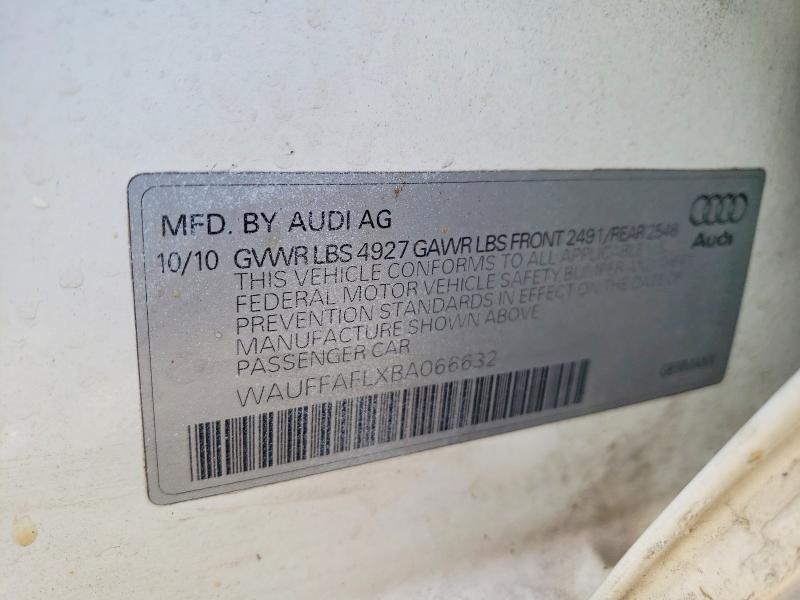 MFD. BY AUDI AG
10/10 GVWR LBS 4927 GAWR LBS FRONT 2491/REAR 2546
Audi
THIS VEHICLE CONFORMS TO ALL APPLICABLE
FEDERAL MOTOR VEHICLE SAFETY BUMPER AND THEFT
PREVENTION STANDARDS IN EFFECT ON THE DATE OF
MANUFACTURE SHOWN ABOVE
PASSENGER CAR
WAUFFAFLXBA066632
GERMANY